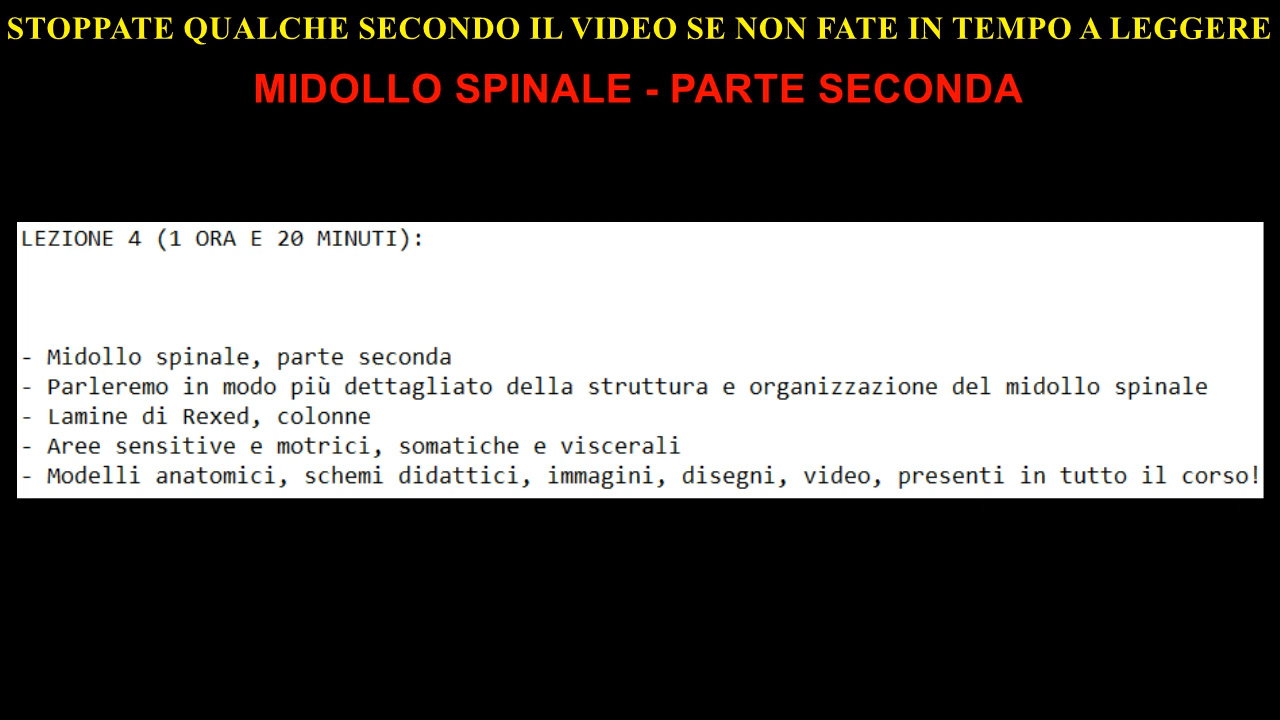 STOPPATE QUALCHE SECONDO IL VIDEO SE NON FATE IN TEMPO A LEGGERE
MIDOLLO SPINALE - PARTE SECONDA
LEZIONE 4 (1 ORA E 20 MINUTI):
- Midollo spinale, parte seconda
- Parleremo in modo più dettagliato della struttura e organizzazione del midollo spinale
- Lamine di Rexed, colonne
- Aree sensitive e motrici, somatiche e viscerali
- Modelli anatomici, schemi didattici, immagini, disegni, video, presenti in tutto il corso!